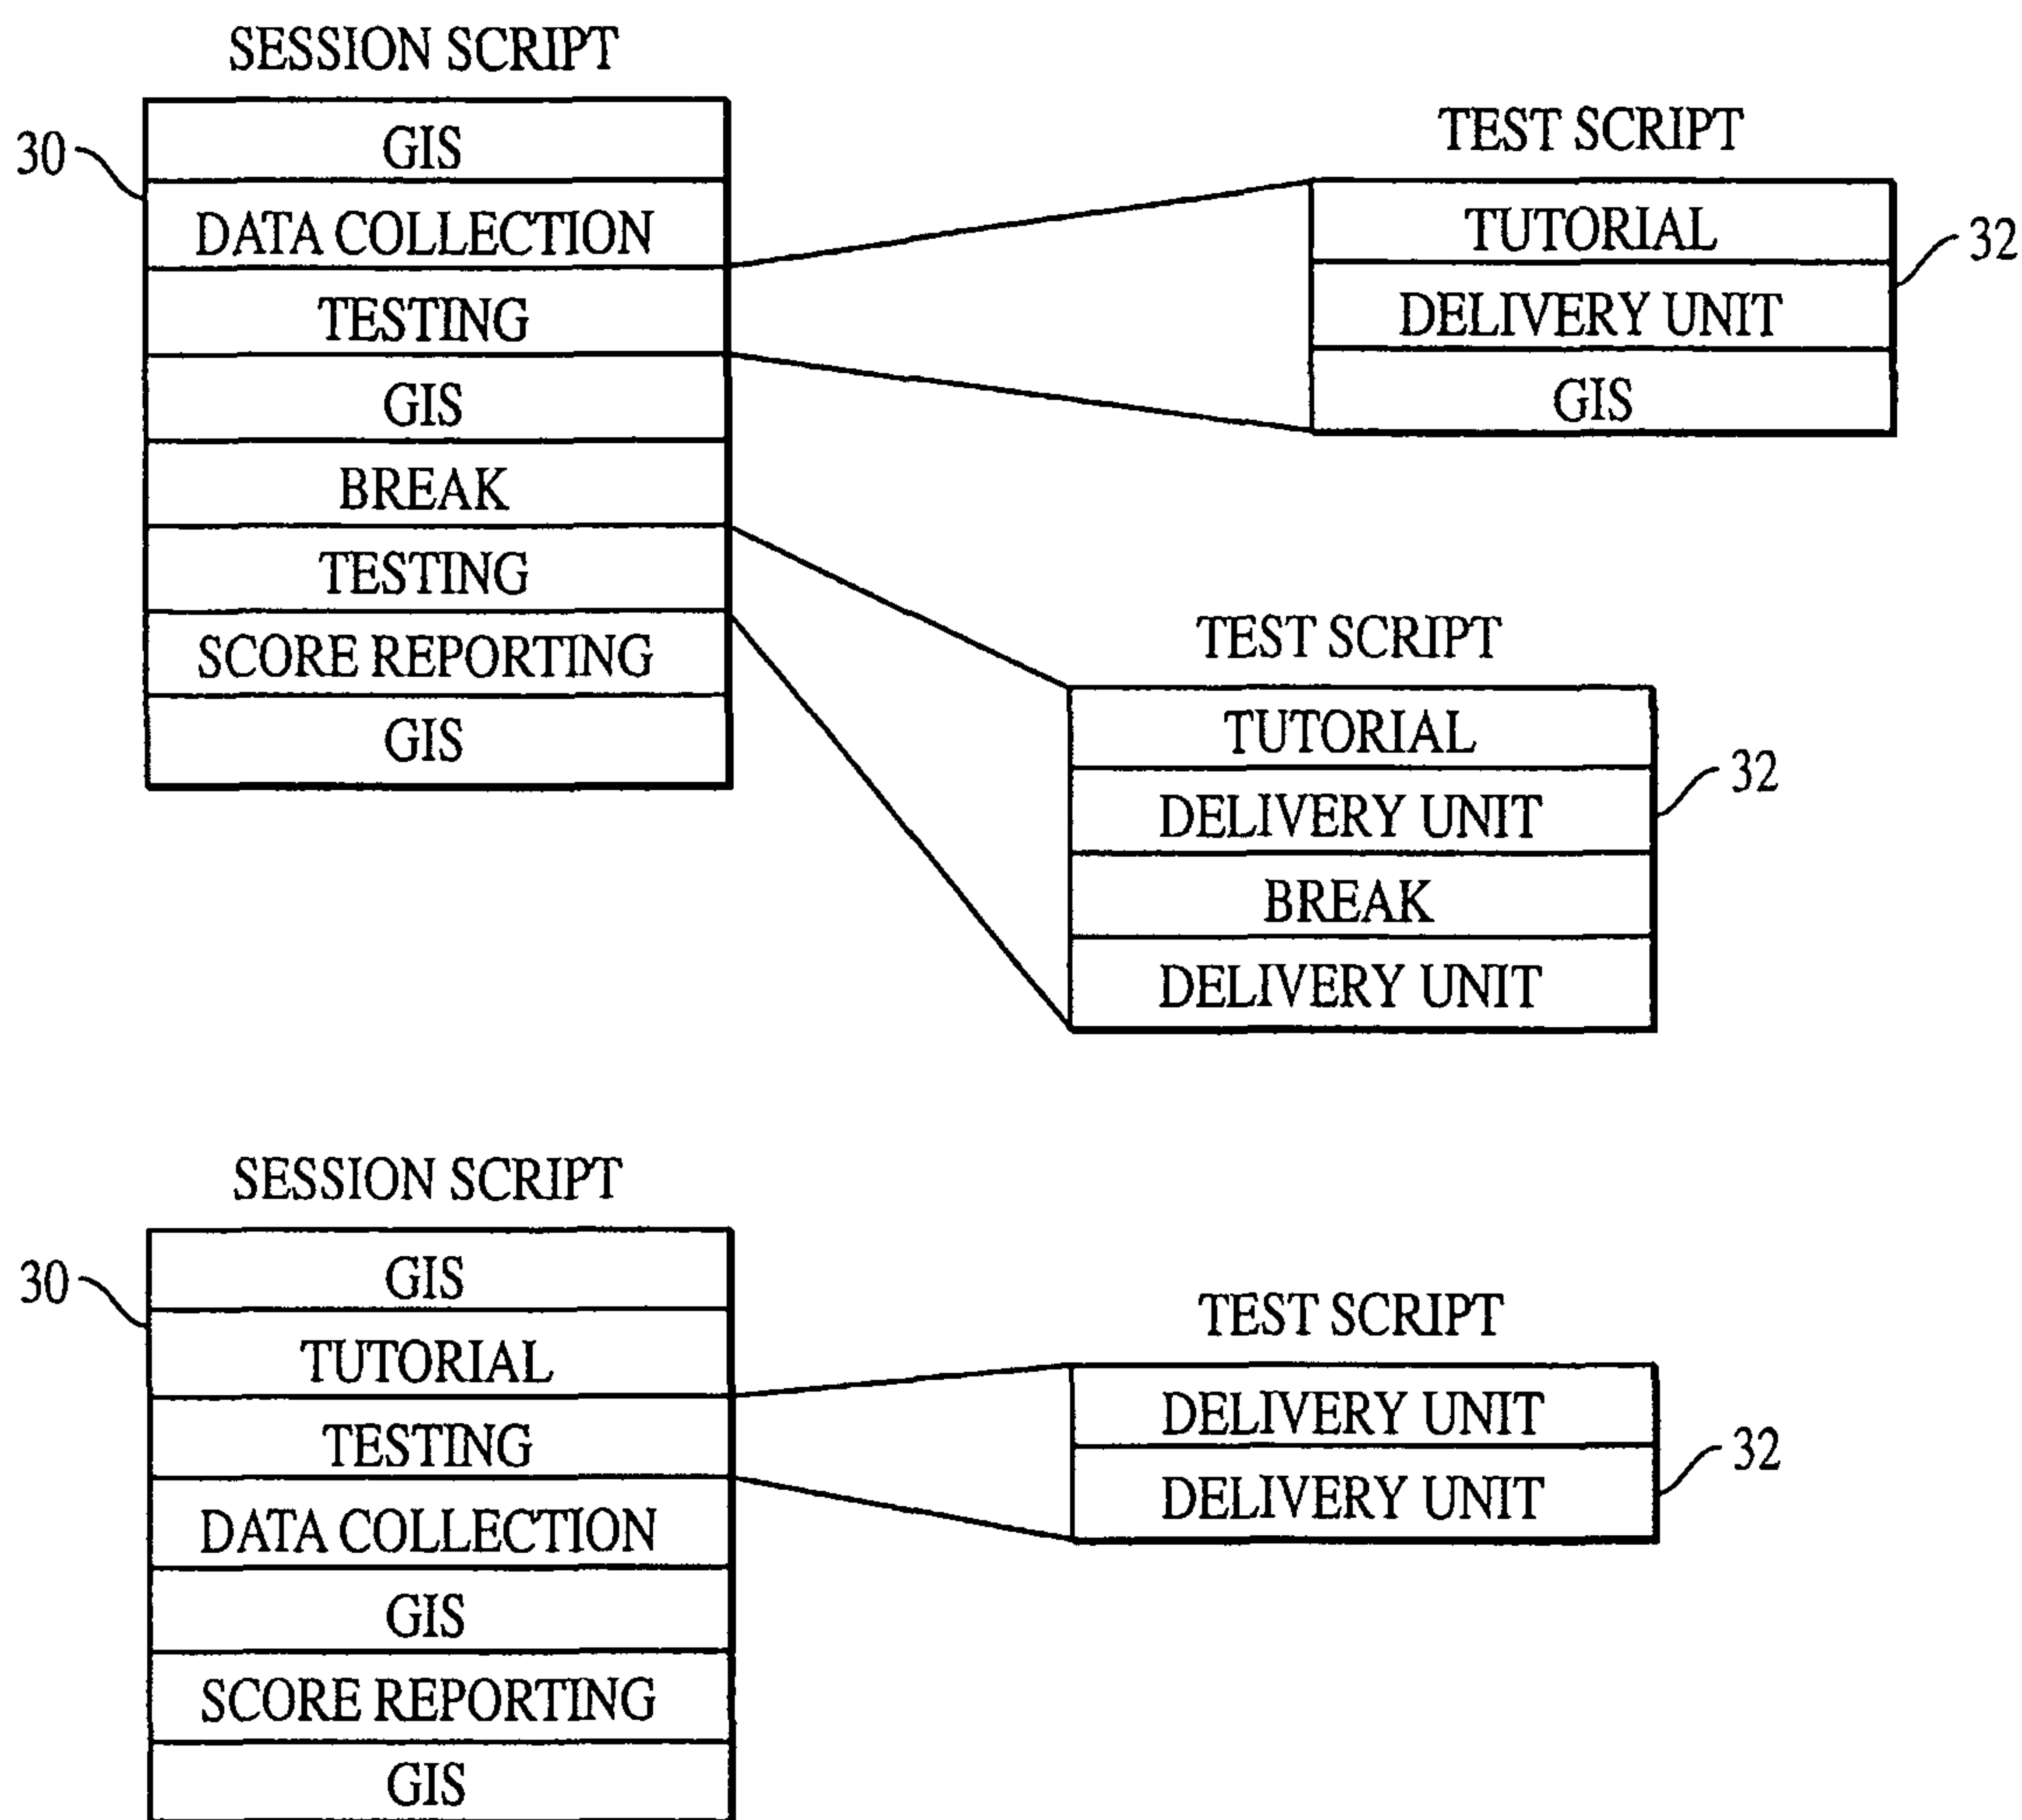 SESSION SCRIPT
30
GIS
DATA COLLECTION
TESTING
GIS
BREAK
TESTING
SCORE REPORTING
GIS
TEST SCRIPT
TUTORIAL
DELIVERY UNIT
GIS
32
TEST SCRIPT
TUTORIAL
DELIVERY UNIT
BREAK
DELIVERY UNIT
32
SESSION SCRIPT
30
GIS
TUTORIAL
TESTING
DATA COLLECTION
GIS
SCORE REPORTING
GIS
TEST SCRIPT
DELIVERY UNIT
DELIVERY UNIT
32